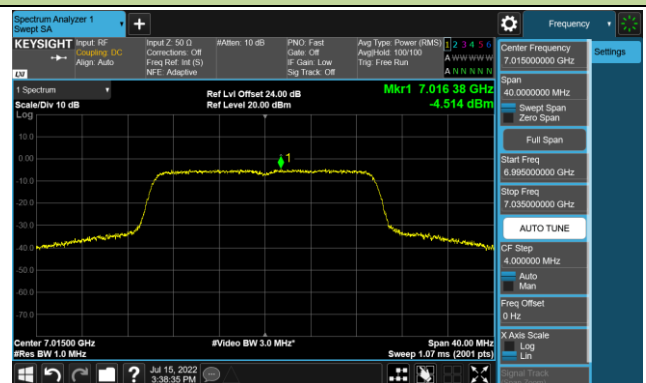 Spectrum Analyzer 1
Swept SA
Frequency
KEYSIGHT
Input: RF
Coupling: DC
Align: Auto
Input Z: 50 Ω
Corrections: Off
Freq Ref: Int (S)
NFE: Adaptive
#Atten: 10 dB
PNO: Fast
Gate: Off
IF Gain: Low
Sig Track: Off
Avg Type: Power (RMS)
Avg|Hold: 100/100
Trig: Free Run
1 2 3 4 5 6
A W W W W W
A N N N N N
LXI
1 Spectrum
Scale/Div 10 dB
Log
Ref Lvl Offset 24.00 dB
Ref Level 20.00 dBm
Mkr1 7.016 38 GHz
-4.514 dBm
1
10.0
0.00
-10.0
-20.0
-30.0
-40.0
-50.0
-60.0
-70.0
Center 7.01500 GHz
#Res BW 1.0 MHz
#Video BW 3.0 MHz*
Span 40.00 MHz
Sweep 1.07 ms (2001 pts)
Jul 15, 2022
3:38:35 PM
Center Frequency
7.015000000 GHz
Settings
Span
40.0000000 MHz
Swept Span
Zero Span
Full Span
Start Freq
6.995000000 GHz
Stop Freq
7.035000000 GHz
AUTO TUNE
CF Step
4.000000 MHz
Auto
Man
Freq Offset
0 Hz
X Axis Scale
Log
Lin
Signal Track